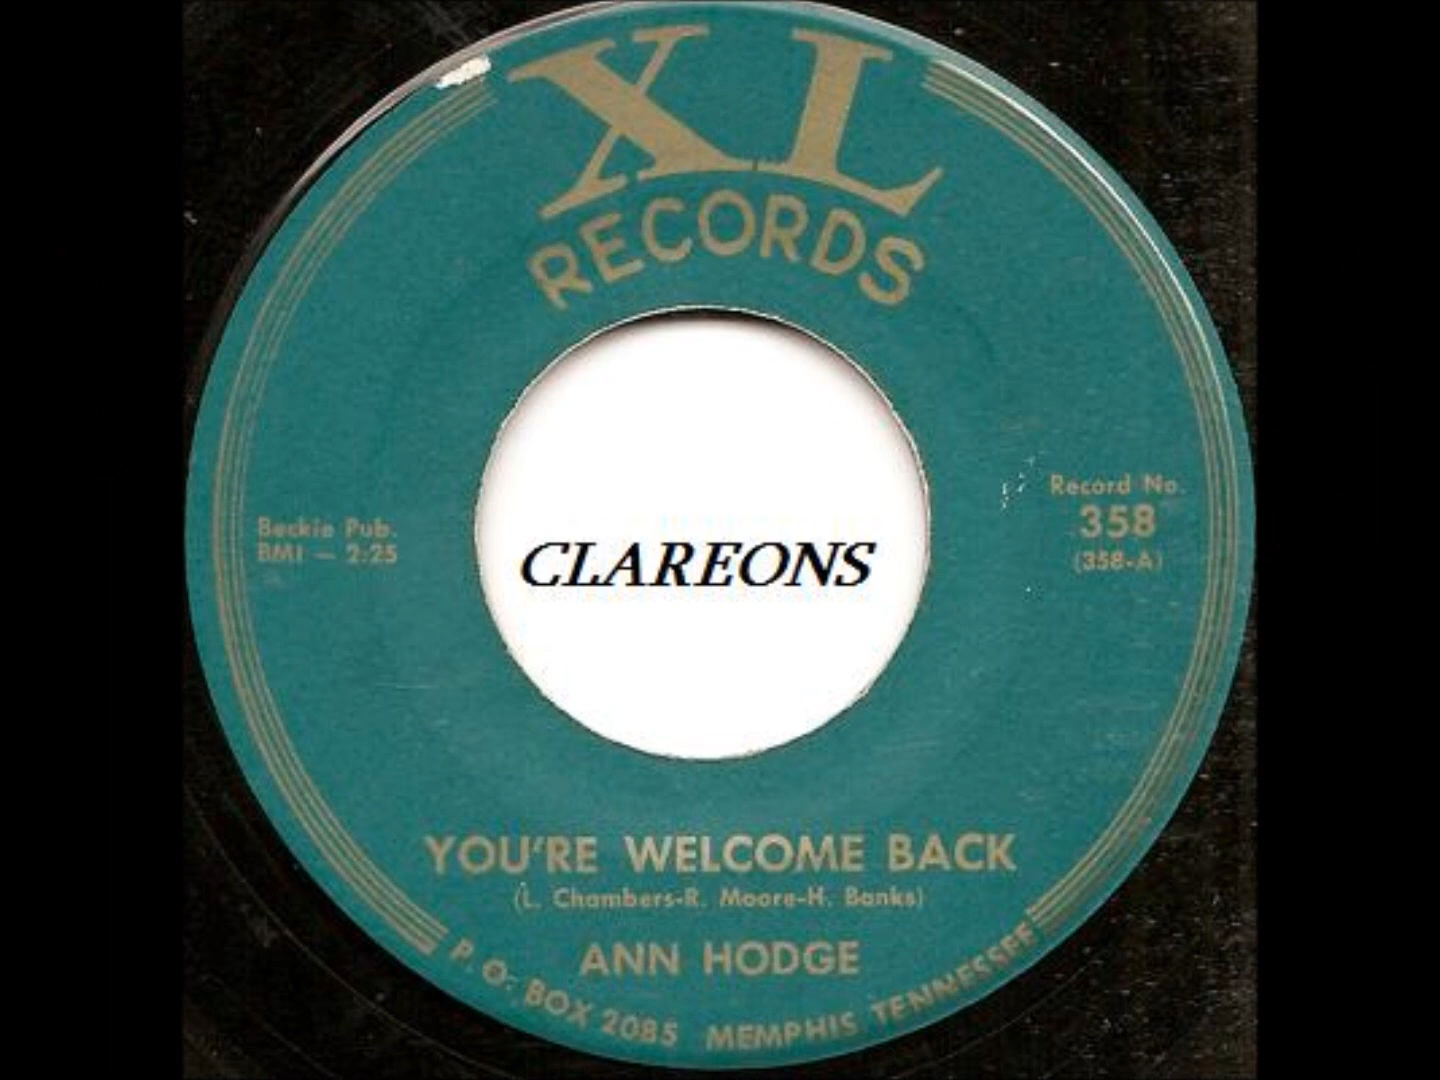 XL
RECORDS
Beckie Pub.
BMI — 2:25
Record No.
358
(358-A)
CLAREONS
YOU'RE WELCOME BACK
(L. Chambers-R. Moore-H. Banks)
ANN HODGE
P. O. BOX 2085 MEMPHIS TENNESSEE